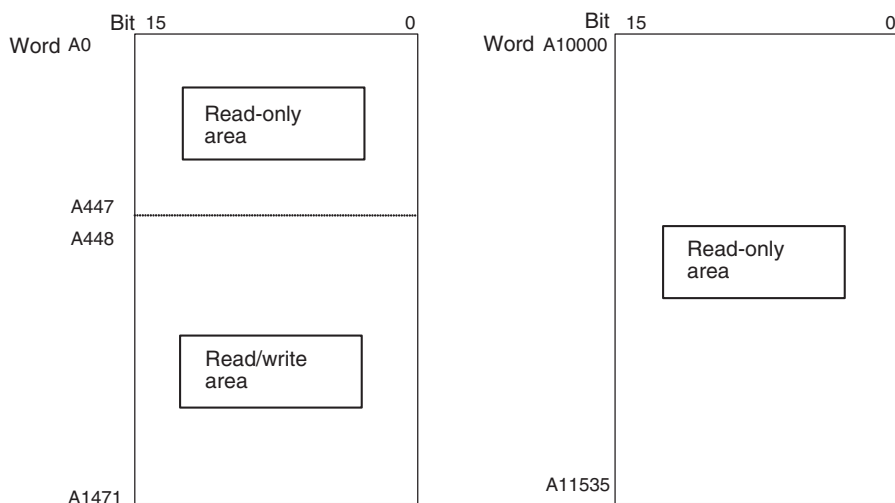 Bit 15 0
Word A0
Read-only
area
A447
A448
Read/write
area
A1471
Bit 15 0
Word A10000
Read-only
area
A11535